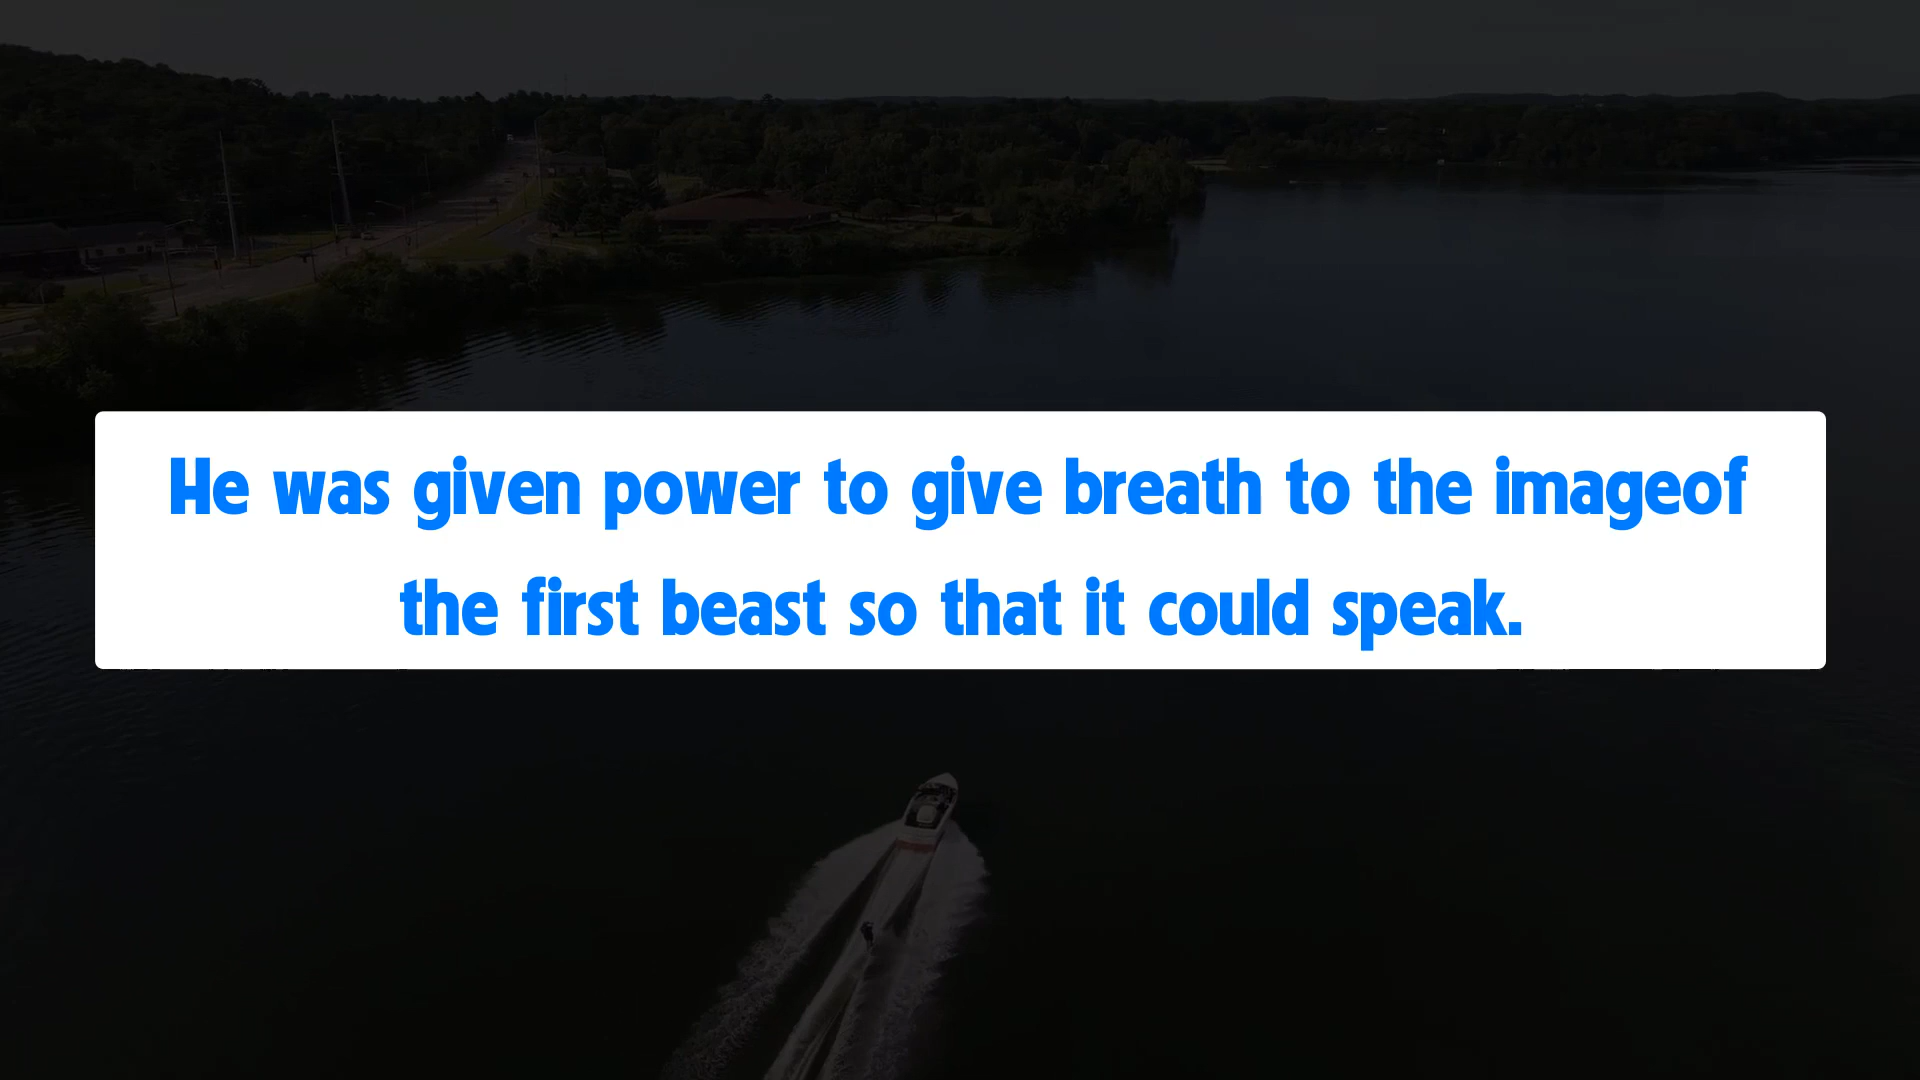 He was given power to give breath to the imageof
the first beast so that it could speak.